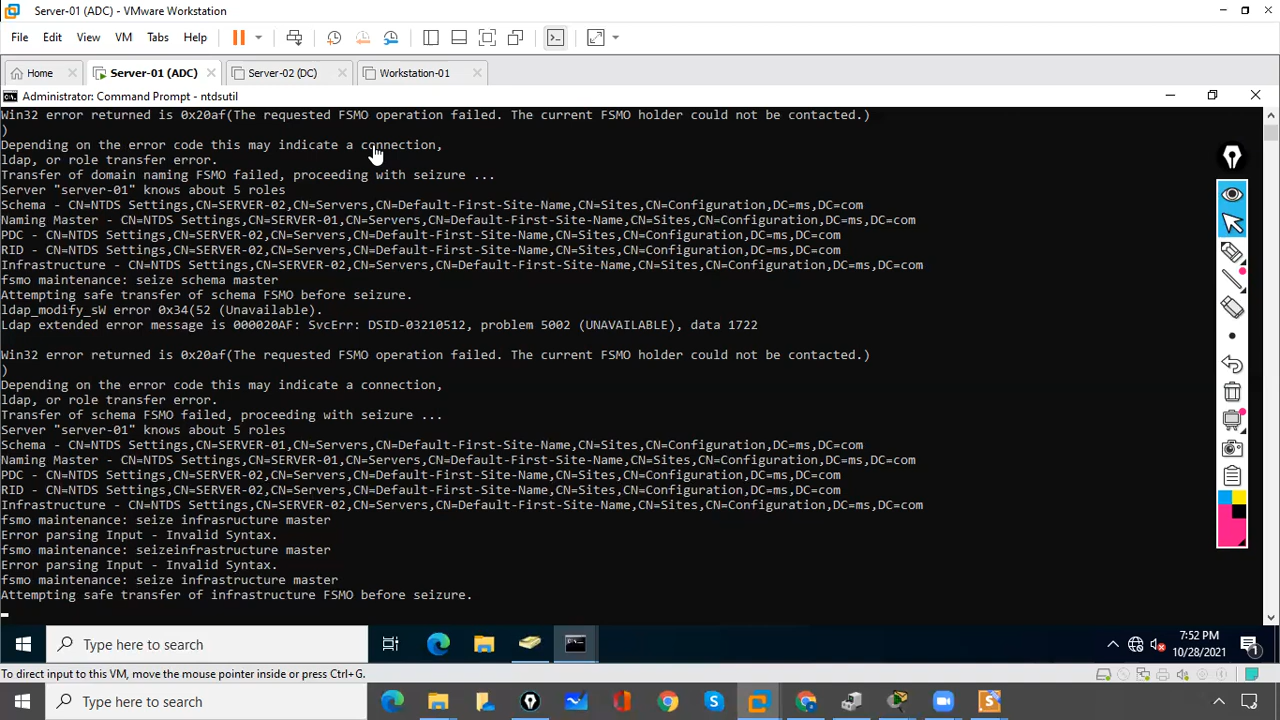 Server-01 (ADC) - VMware Workstation
File Edit View VM Tabs Help
Home Server-01 (ADC) Server-02 (DC) Workstation-01
Administrator: Command Prompt - ntdsutil
Win32 error returned is 0x20af(The requested FSMO operation failed. The current FSMO holder could not be contacted.)
)
Depending on the error code this may indicate a connection,
ldap, or role transfer error.
Transfer of domain naming FSMO failed, proceeding with seizure ...
Server "server-01" knows about 5 roles
Schema - CN=NTDS Settings,CN=SERVER-02,CN=Servers,CN=Default-First-Site-Name,CN=Sites,CN=Configuration,DC=ms,DC=com
Naming Master - CN=NTDS Settings,CN=SERVER-01,CN=Servers,CN=Default-First-Site-Name,CN=Sites,CN=Configuration,DC=ms,DC=com
PDC - CN=NTDS Settings,CN=SERVER-02,CN=Servers,CN=Default-First-Site-Name,CN=Sites,CN=Configuration,DC=ms,DC=com
RID - CN=NTDS Settings,CN=SERVER-02,CN=Servers,CN=Default-First-Site-Name,CN=Sites,CN=Configuration,DC=ms,DC=com
Infrastructure - CN=NTDS Settings,CN=SERVER-02,CN=Servers,CN=Default-First-Site-Name,CN=Sites,CN=Configuration,DC=ms,DC=com
fsmo maintenance: seize schema master
Attempting safe transfer of schema FSMO before seizure.
ldap_modify_sW error 0x34(52 (Unavailable).
Ldap extended error message is 000020AF: SvcErr: DSID-03210512, problem 5002 (UNAVAILABLE), data 1722
Win32 error returned is 0x20af(The requested FSMO operation failed. The current FSMO holder could not be contacted.)
)
Depending on the error code this may indicate a connection,
ldap, or role transfer error.
Transfer of schema FSMO failed, proceeding with seizure ...
Server "server-01" knows about 5 roles
Schema - CN=NTDS Settings,CN=SERVER-01,CN=Servers,CN=Default-First-Site-Name,CN=Sites,CN=Configuration,DC=ms,DC=com
Naming Master - CN=NTDS Settings,CN=SERVER-01,CN=Servers,CN=Default-First-Site-Name,CN=Sites,CN=Configuration,DC=ms,DC=com
PDC - CN=NTDS Settings,CN=SERVER-02,CN=Servers,CN=Default-First-Site-Name,CN=Sites,CN=Configuration,DC=ms,DC=com
RID - CN=NTDS Settings,CN=SERVER-02,CN=Servers,CN=Default-First-Site-Name,CN=Sites,CN=Configuration,DC=ms,DC=com
Infrastructure - CN=NTDS Settings,CN=SERVER-02,CN=Servers,CN=Default-First-Site-Name,CN=Sites,CN=Configuration,DC=ms,DC=com
fsmo maintenance: seize infrasructure master
Error parsing Input - Invalid Syntax.
fsmo maintenance: seizeinfrastructure master
Error parsing Input - Invalid Syntax.
fsmo maintenance: seize infrastructure master
Attempting safe transfer of infrastructure FSMO before seizure.
Type here to search
7:52 PM
10/28/2021
1
To direct input to this VM, move the mouse pointer inside or press Ctrl+G.
Type here to search